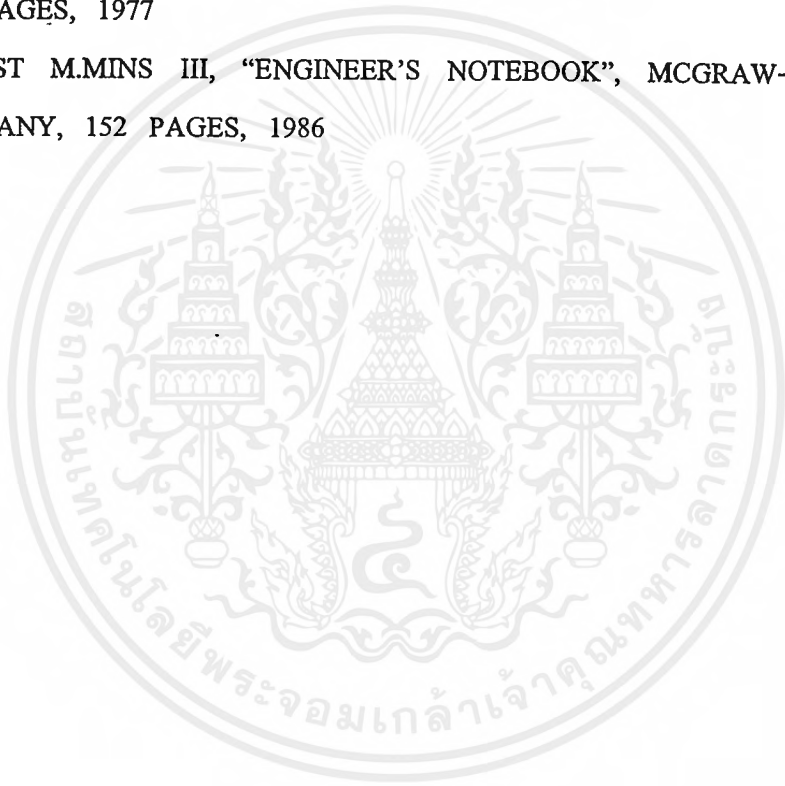 AGES, 1977
ST M.MINS III, “ENGINEER’S NOTEBOOK”, MCGRAW-
ANY, 152 PAGES, 1986
สถาบันเทคโนโลยีพระจอมเกล้าเจ้าคุณทหารลาดกระบัง